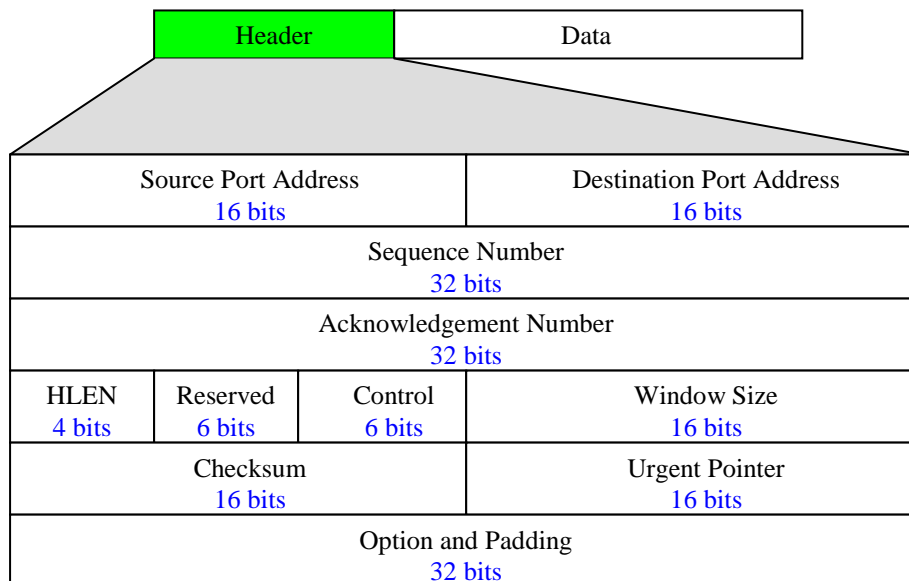 Header
Data
Source Port Address
16 bits
Destination Port Address
16 bits
Sequence Number
32 bits
Acknowledgement Number
32 bits
HLEN
4 bits
Reserved
6 bits
Control
6 bits
Window Size
16 bits
Checksum
16 bits
Urgent Pointer
16 bits
Option and Padding
32 bits